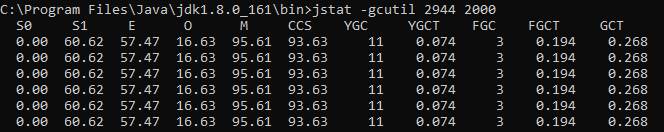 C:\Program Files\Java\jdk1.8.0_161\bin>jstat -gcutil 2944 2000
S0 S1 E O M CCS YGC YGCT FGC FGCT GCT
0.00 60.62 57.47 16.63 95.61 93.63 11 0.074 3 0.194 0.268
0.00 60.62 57.47 16.63 95.61 93.63 11 0.074 3 0.194 0.268
0.00 60.62 57.47 16.63 95.61 93.63 11 0.074 3 0.194 0.268
0.00 60.62 57.47 16.63 95.61 93.63 11 0.074 3 0.194 0.268
0.00 60.62 57.47 16.63 95.61 93.63 11 0.074 3 0.194 0.268
0.00 60.62 57.47 16.63 95.61 93.63 11 0.074 3 0.194 0.268